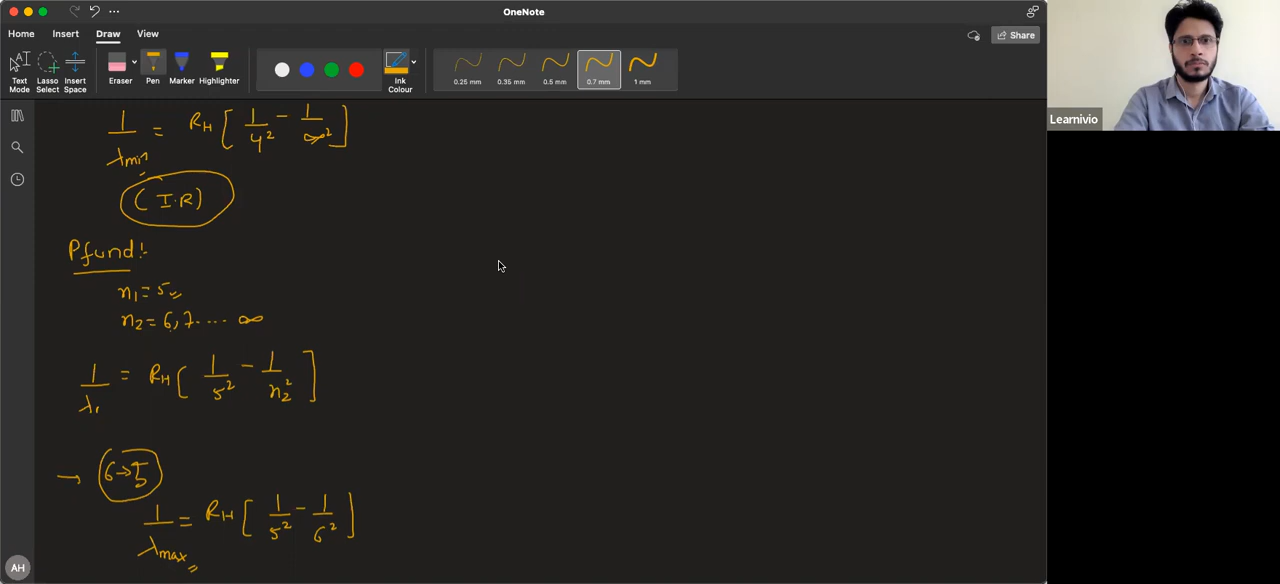 OneNote
Home Insert Draw View
Share
Text Mode
Lasso Select
Insert Space
Eraser
Pen
Marker
Highlighter
Ink Colour
0.25 mm
0.35 mm
0.5 mm
0.7 mm
1 mm
Learnivio
1/λmin = RH [ 1/4² − 1/∞² ]
(I.R)
Pfund:
n₁ = 5
n₂ = 6,7.... ∞
1/λ = RH [ 1/5² − 1/n₂² ]
→ 6→5
1/λmax = RH [ 1/5² − 1/6² ]
AH